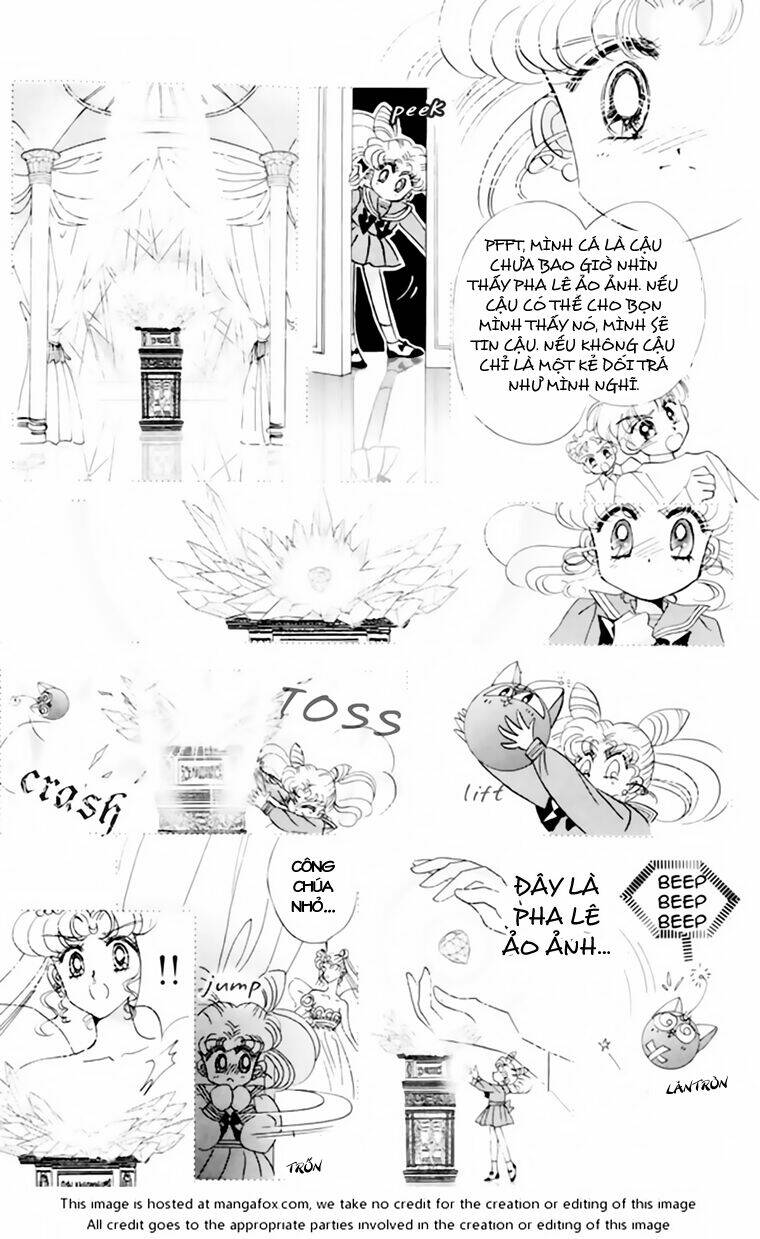 peek
PFFT, MÌNH CÁ LÀ CẬU
CHƯA BAO GIỜ NHÌN
THẤY PHA LÊ ẢO ẢNH. NẾU
CẬU CÓ THỂ CHO BỌN
MÌNH THẤY NÓ, MÌNH SẼ
TIN CẬU. NẾU KHÔNG CẬU
CHỈ LÀ MỘT KẺ DỐI TRÁ
NHƯ MÌNH NGHĨ.
TOSS
crash
lift
CÔNG
CHÚA
NHỎ...
!!
jump
TRỐN
ĐÂY LÀ
PHA LÊ
ẢO ẢNH...
BEEP
BEEP
BEEP
LĂNTRÒN
This image is hosted at mangafox.com, we take no credit for the creation or editing of this image
All credit goes to the appropriate parties involved in the creation or editing of this image